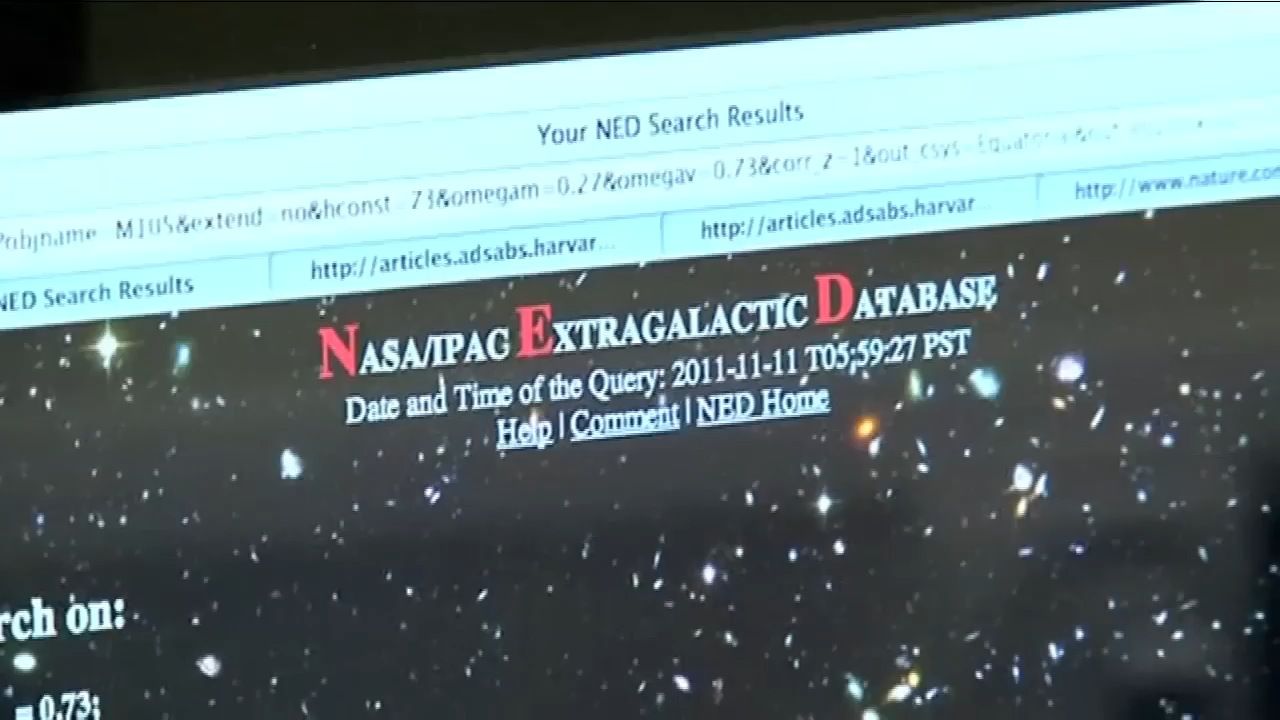 Your NED Search Results
objname M105&extend no&hconst 73&omegam=0.27&omegav 0.73&corr_z=1&out_csys
NED Search Results http://articles.adsabs.harvar... http://articles.adsabs.harvar... http://www.nature.com
NASA/IPAC EXTRAGALACTIC DATABASE
Date and Time of the Query: 2011-11-11 T05:59:27 PST
Help | Comment | NED Home
rch on:
= 0.73;